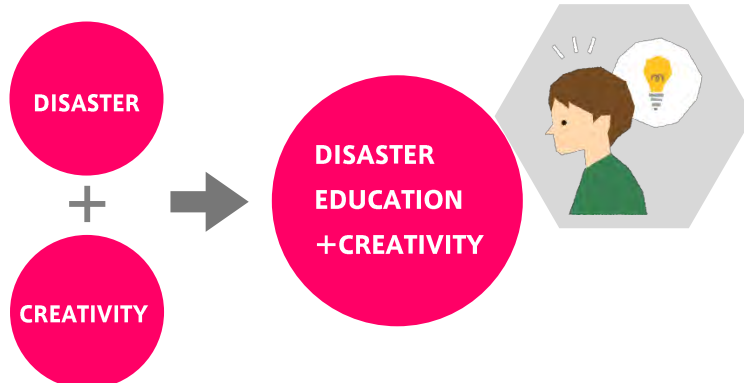 DISASTER
+
CREATIVITY
DISASTER
EDUCATION
+CREATIVITY